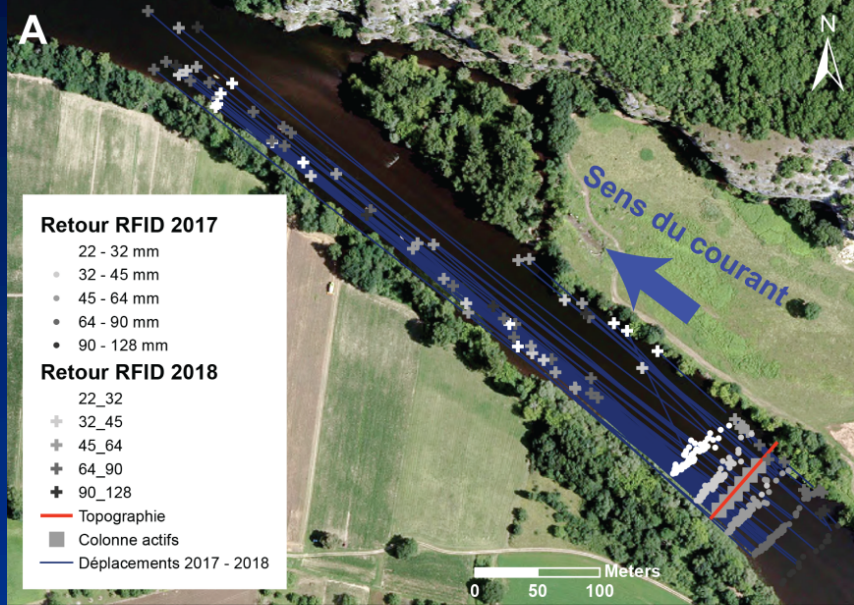 A
N
Sens du courant
Retour RFID 2017
22 - 32 mm
32 - 45 mm
45 - 64 mm
64 - 90 mm
90 - 128 mm
Retour RFID 2018
22_32
32_45
45_64
64_90
90_128
Topographie
Colonne actifs
Déplacements 2017 - 2018
Meters
0 50 100